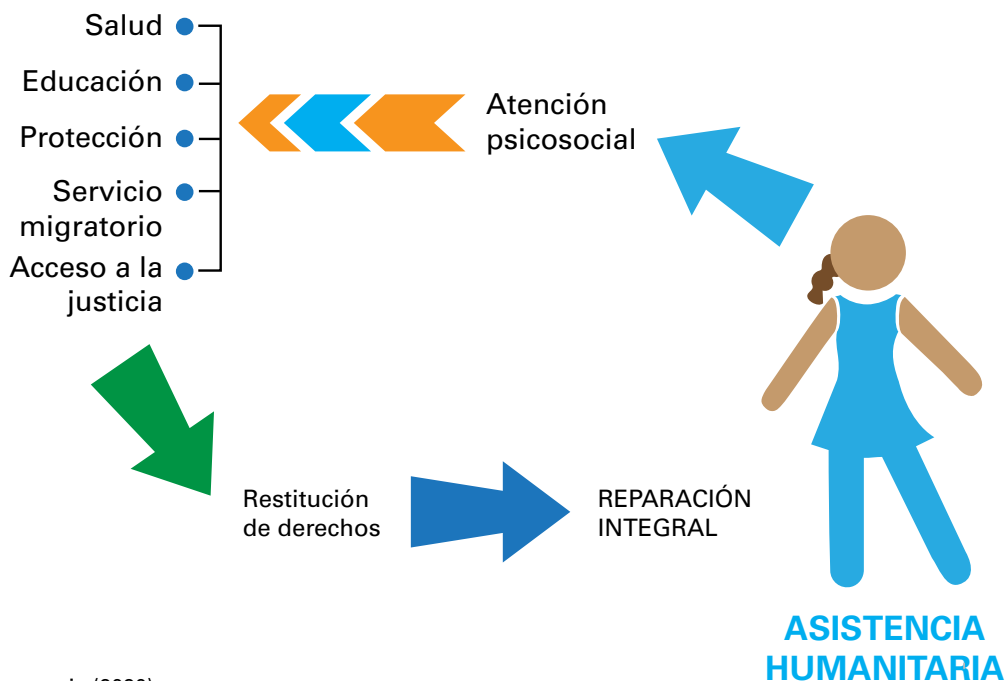 Salud
Educación
Protección
Servicio
migratorio
Acceso a la
justicia
Atención
psicosocial
Restitución
de derechos
REPARACIÓN
INTEGRAL
ASISTENCIA
HUMANITARIA